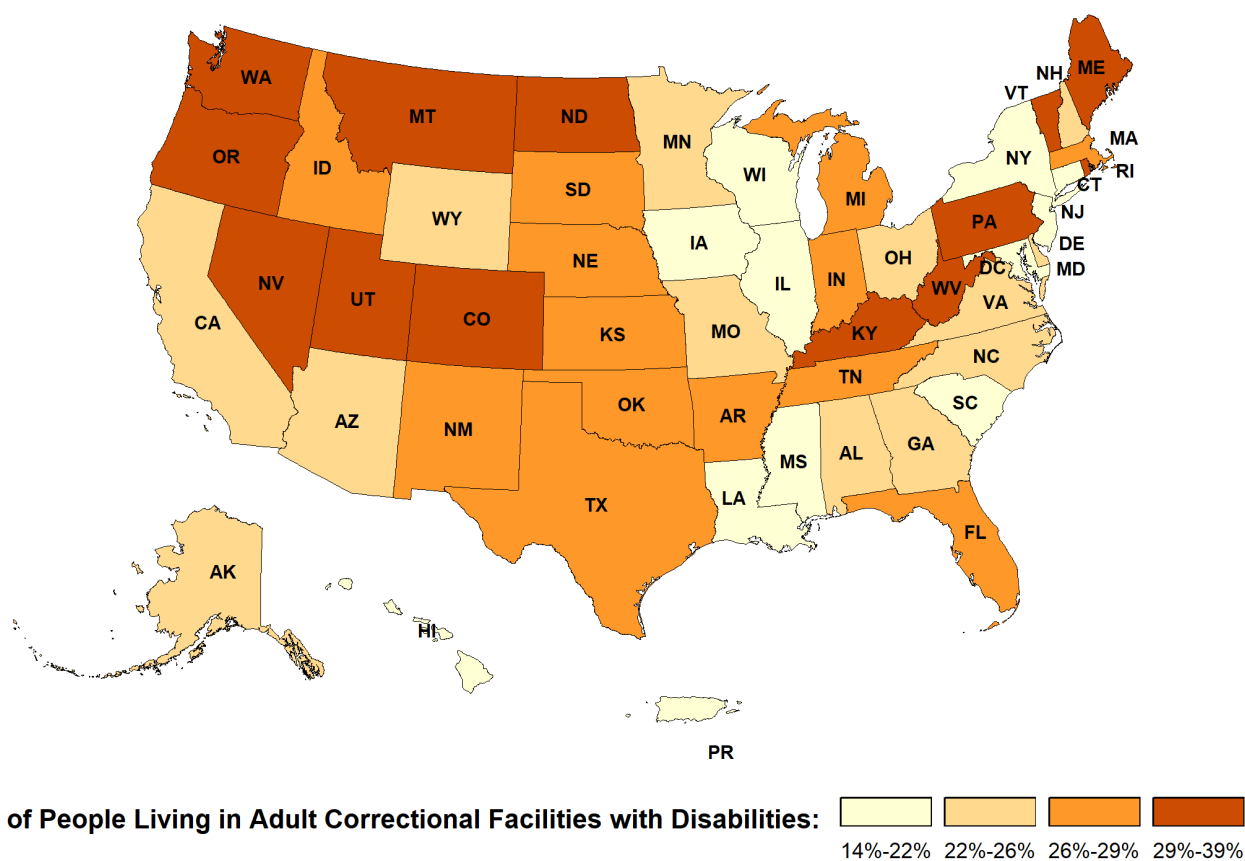 WA
MT
ND
MN
OR
ID
SD
WI
MI
WY
NE
IA
NV
UT
CO
KS
MO
IL
IN
OH
CA
AZ
NM
OK
AR
TX
LA
MS
AL
GA
TN
KY
WV
VA
NC
SC
FL
PA
NY
VT
NH
ME
MA
RI
CT
NJ
DE
MD
DC
AK
HI
PR
of People Living in Adult Correctional Facilities with Disabilities:
14%-22% 22%-26% 26%-29% 29%-39%